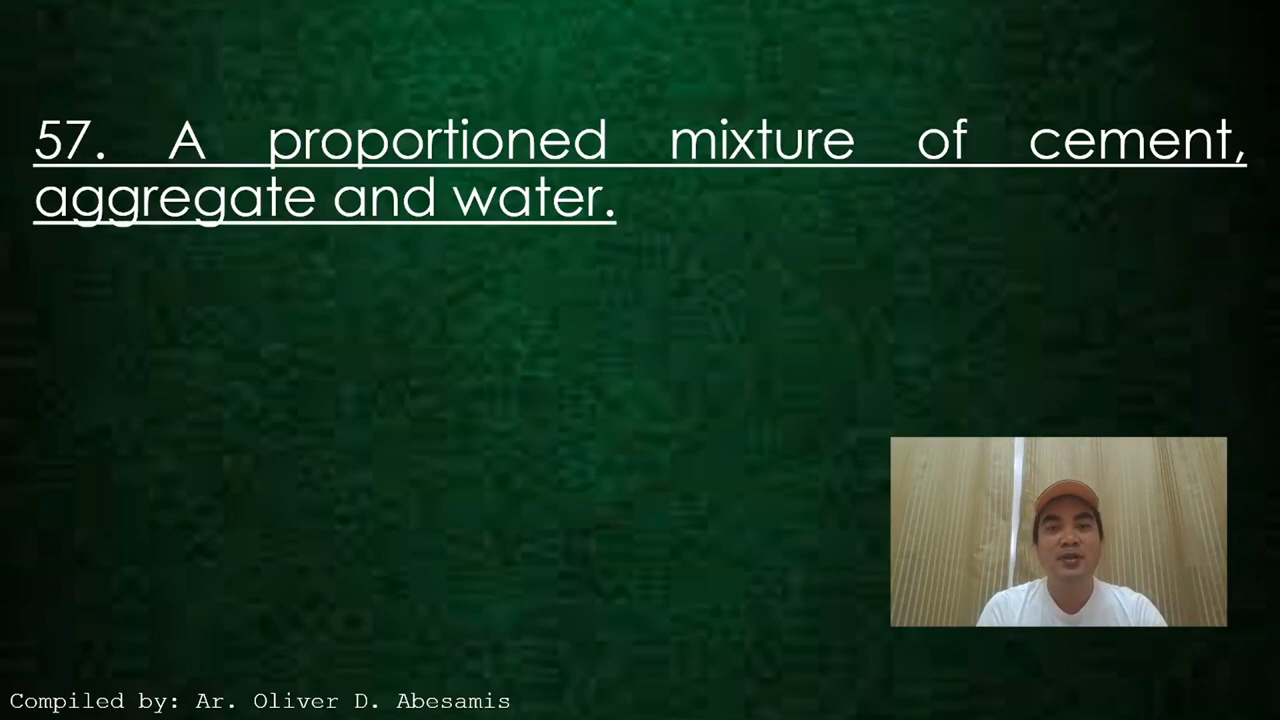 57. A proportioned mixture of cement,
aggregate and water.
Compiled by: Ar. Oliver D. Abesamis